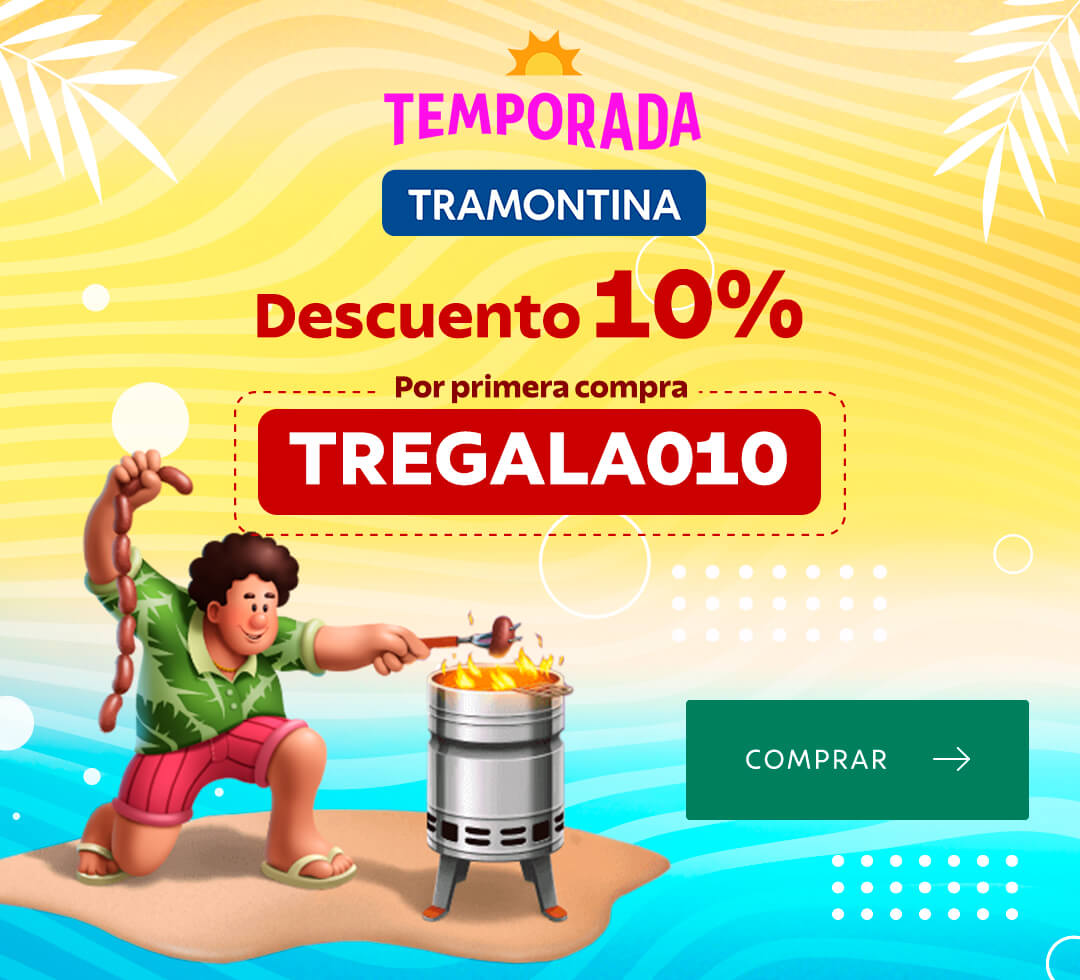 TEMPORADA
TRAMONTINA
Descuento 10%
Por primera compra
TREGALA010
COMPRAR